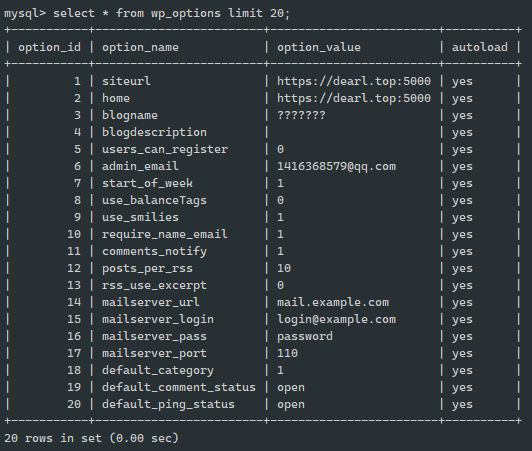 mysql> select * from wp_options limit 20;
+-----------+------------------------+------------------------+----------+
| option_id | option_name            | option_value           | autoload |
+-----------+------------------------+------------------------+----------+
|         1 | siteurl                | https://dearl.top:5000 | yes      |
|         2 | home                   | https://dearl.top:5000 | yes      |
|         3 | blogname               | ???????                | yes      |
|         4 | blogdescription        |                        | yes      |
|         5 | users_can_register     | 0                      | yes      |
|         6 | admin_email            | 1416368579@qq.com      | yes      |
|         7 | start_of_week          | 1                      | yes      |
|         8 | use_balanceTags        | 0                      | yes      |
|         9 | use_smilies            | 1                      | yes      |
|        10 | require_name_email     | 1                      | yes      |
|        11 | comments_notify        | 1                      | yes      |
|        12 | posts_per_rss          | 10                     | yes      |
|        13 | rss_use_excerpt        | 0                      | yes      |
|        14 | mailserver_url         | mail.example.com       | yes      |
|        15 | mailserver_login       | login@example.com      | yes      |
|        16 | mailserver_pass        | password               | yes      |
|        17 | mailserver_port        | 110                    | yes      |
|        18 | default_category       | 1                      | yes      |
|        19 | default_comment_status | open                   | yes      |
|        20 | default_ping_status    | open                   | yes      |
+-----------+------------------------+------------------------+----------+
20 rows in set (0.00 sec)